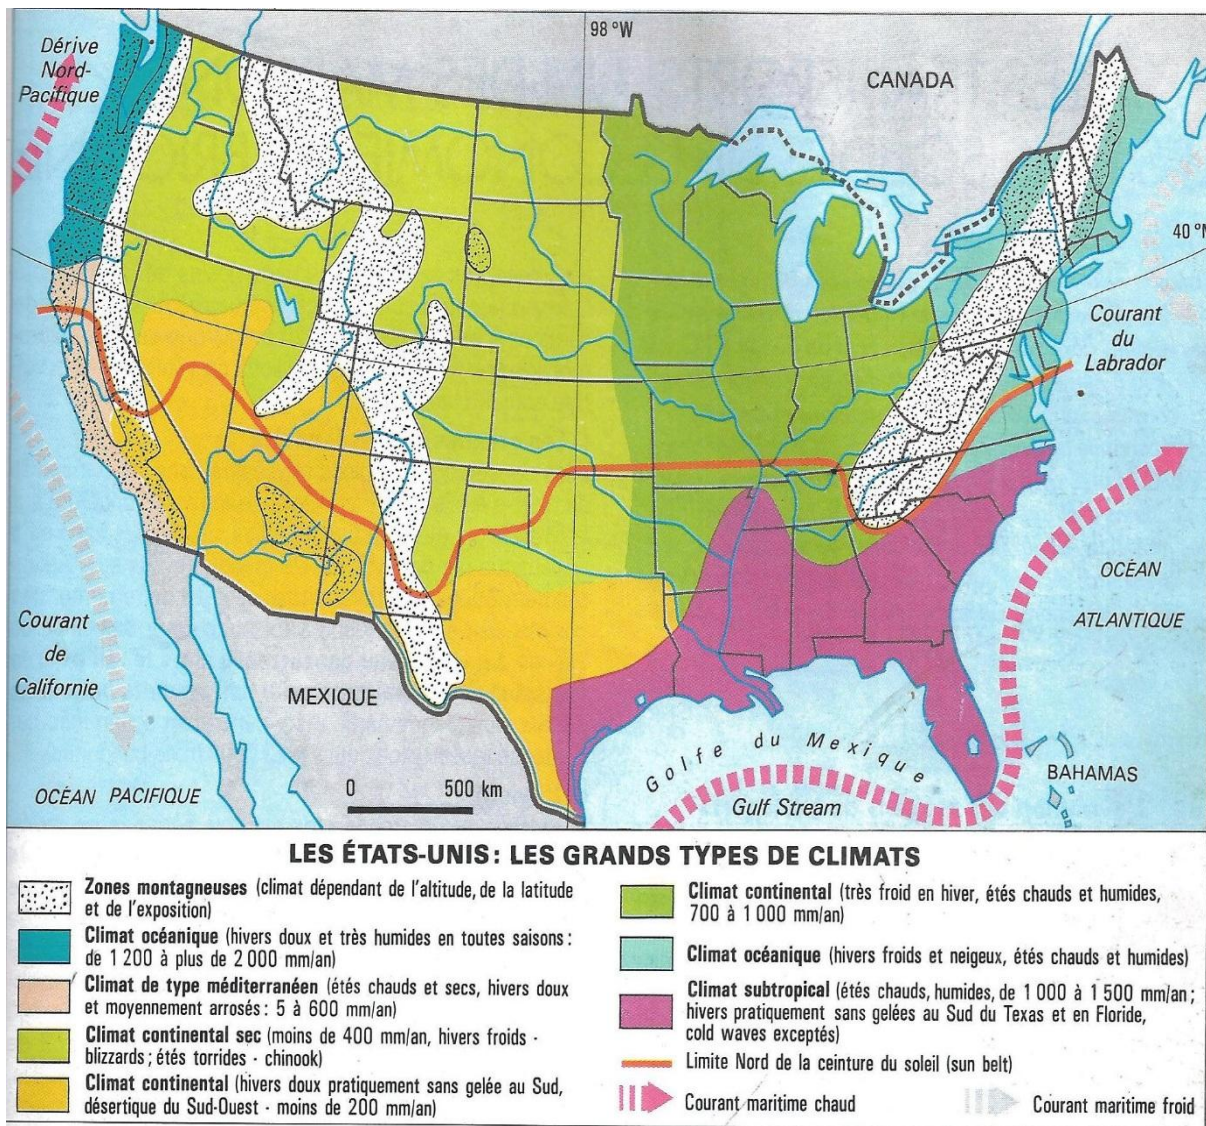 Dérive
Nord-
Pacifique
98 °W
CANADA
40 °N
Courant
du
Labrador
OCÉAN
ATLANTIQUE
Courant
de
Californie
MEXIQUE
Golfe du Mexique
Gulf Stream
BAHAMAS
OCÉAN PACIFIQUE
0 500 km
LES ÉTATS-UNIS : LES GRANDS TYPES DE CLIMATS
Zones montagneuses (climat dépendant de l'altitude, de la latitude
et de l'exposition)
Climat océanique (hivers doux et très humides en toutes saisons :
de 1 200 à plus de 2 000 mm/an)
Climat de type méditerranéen (étés chauds et secs, hivers doux
et moyennement arrosés : 5 à 600 mm/an)
Climat continental sec (moins de 400 mm/an, hivers froids -
blizzards ; étés torrides - chinook)
Climat continental (hivers doux pratiquement sans gelée au Sud,
désertique du Sud-Ouest - moins de 200 mm/an)
Climat continental (très froid en hiver, étés chauds et humides,
700 à 1 000 mm/an)
Climat océanique (hivers froids et neigeux, étés chauds et humides)
Climat subtropical (étés chauds, humides, de 1 000 à 1 500 mm/an ;
hivers pratiquement sans gelées au Sud du Texas et en Floride,
cold waves exceptés)
Limite Nord de la ceinture du soleil (sun belt)
Courant maritime chaud
Courant maritime froid